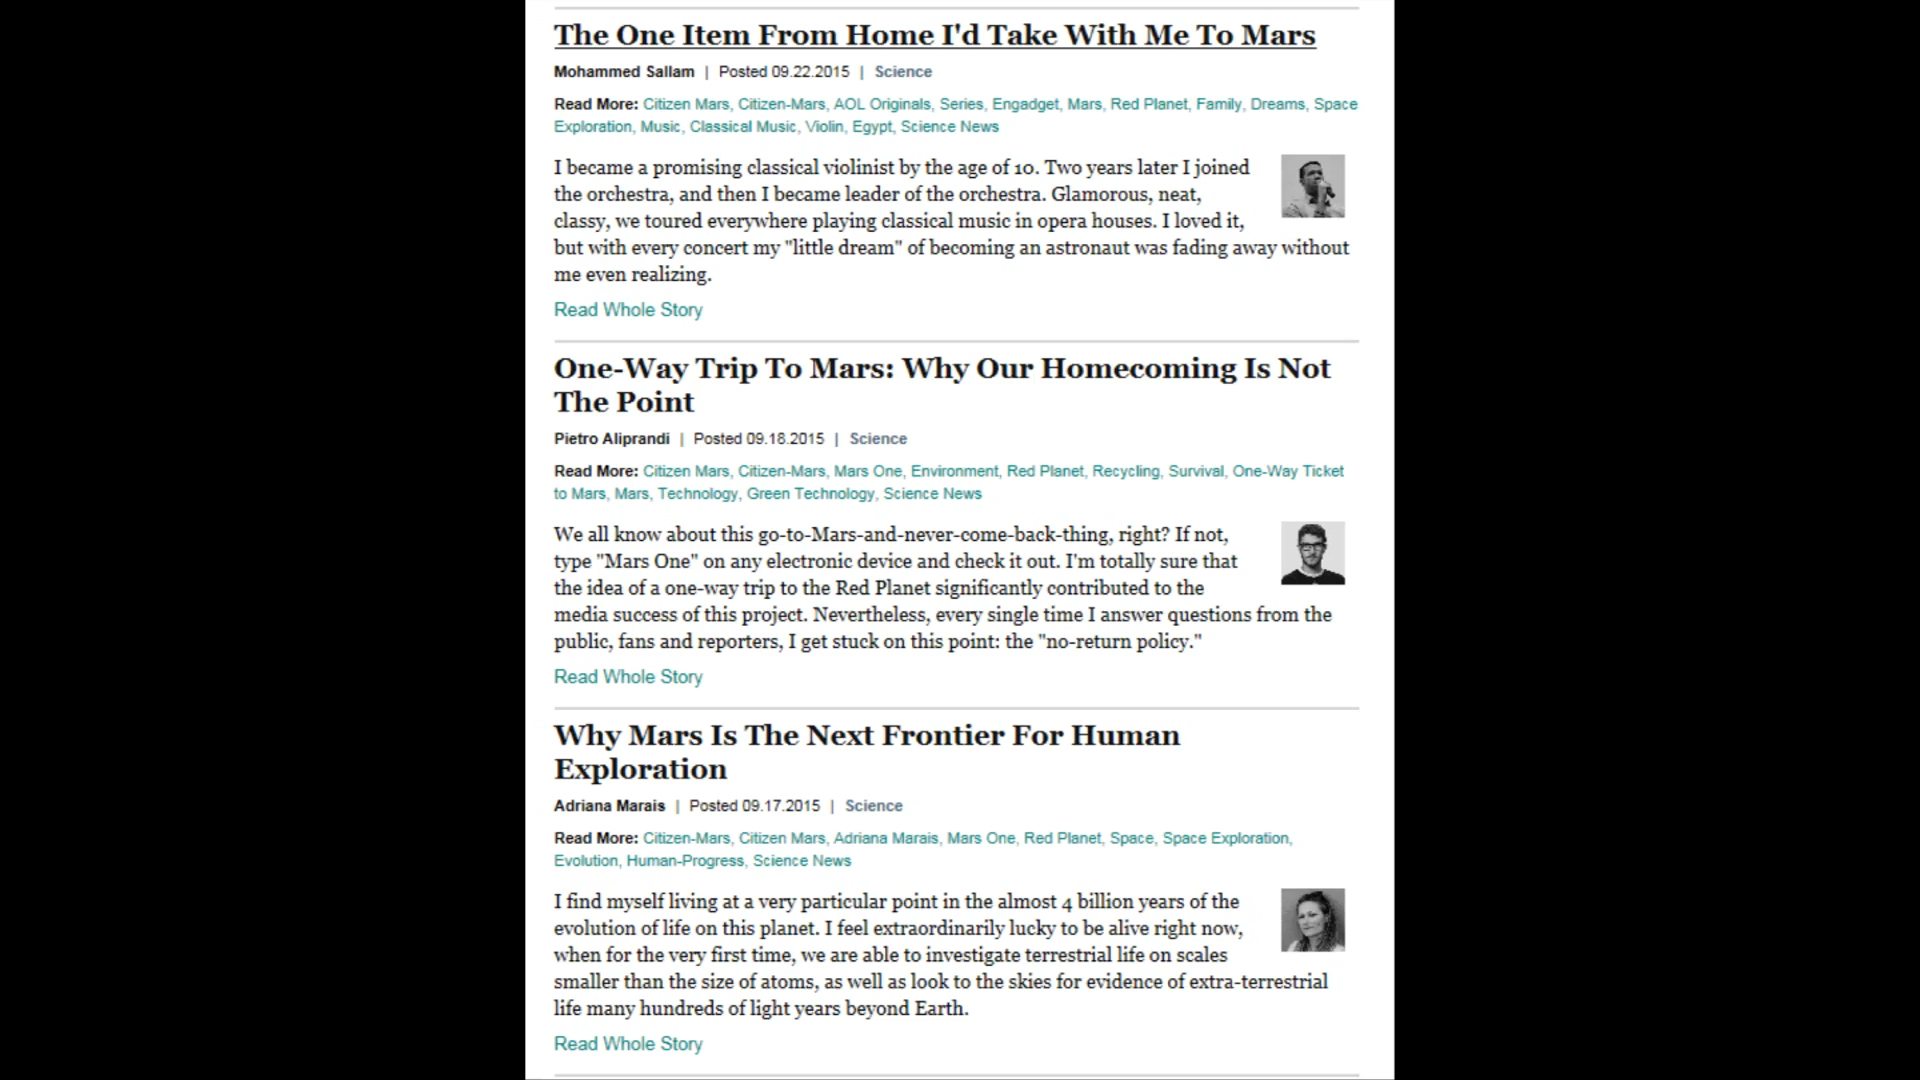 The One Item From Home I'd Take With Me To Mars
Mohammed Sallam | Posted 09.22.2015 | Science
Read More: Citizen Mars, Citizen-Mars, AOL Originals, Series, Engadget, Mars, Red Planet, Family, Dreams, Space
Exploration, Music, Classical Music, Violin, Egypt, Science News
I became a promising classical violinist by the age of 10. Two years later I joined
the orchestra, and then I became leader of the orchestra. Glamorous, neat,
classy, we toured everywhere playing classical music in opera houses. I loved it,
but with every concert my "little dream" of becoming an astronaut was fading away without
me even realizing.
Read Whole Story
One-Way Trip To Mars: Why Our Homecoming Is Not
The Point
Pietro Aliprandi | Posted 09.18.2015 | Science
Read More: Citizen Mars, Citizen-Mars, Mars One, Environment, Red Planet, Recycling, Survival, One-Way Ticket
to Mars, Mars, Technology, Green Technology, Science News
We all know about this go-to-Mars-and-never-come-back-thing, right? If not,
type "Mars One" on any electronic device and check it out. I'm totally sure that
the idea of a one-way trip to the Red Planet significantly contributed to the
media success of this project. Nevertheless, every single time I answer questions from the
public, fans and reporters, I get stuck on this point: the "no-return policy."
Read Whole Story
Why Mars Is The Next Frontier For Human
Exploration
Adriana Marais | Posted 09.17.2015 | Science
Read More: Citizen-Mars, Citizen Mars, Adriana Marais, Mars One, Red Planet, Space, Space Exploration,
Evolution, Human-Progress, Science News
I find myself living at a very particular point in the almost 4 billion years of the
evolution of life on this planet. I feel extraordinarily lucky to be alive right now,
when for the very first time, we are able to investigate terrestrial life on scales
smaller than the size of atoms, as well as look to the skies for evidence of extra-terrestrial
life many hundreds of light years beyond Earth.
Read Whole Story